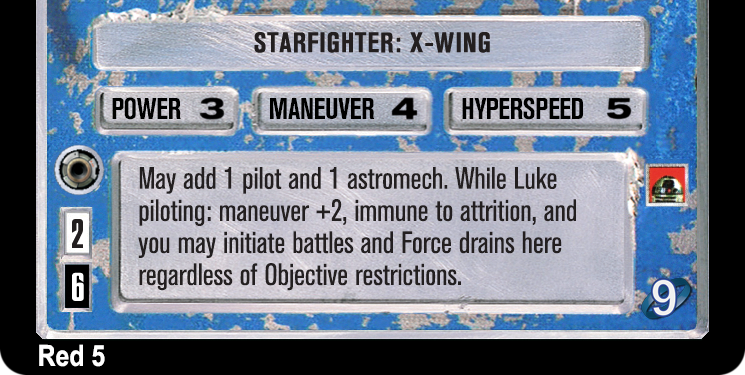 STARFIGHTER: X-WING
POWER 3 MANEUVER 4 HYPERSPEED 5
May add 1 pilot and 1 astromech. While Luke
piloting: maneuver +2, immune to attrition, and
you may initiate battles and Force drains here
regardless of Objective restrictions.
2
6
9
Red 5